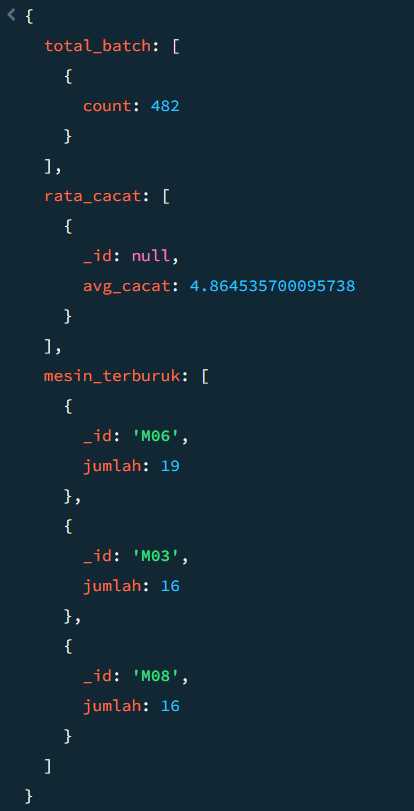 {
  total_batch: [
    {
      count: 482
    }
  ],
  rata_cacat: [
    {
      _id: null,
      avg_cacat: 4.864535700095738
    }
  ],
  mesin_terburuk: [
    {
      _id: 'M06',
      jumlah: 19
    },
    {
      _id: 'M03',
      jumlah: 16
    },
    {
      _id: 'M08',
      jumlah: 16
    }
  ]
}